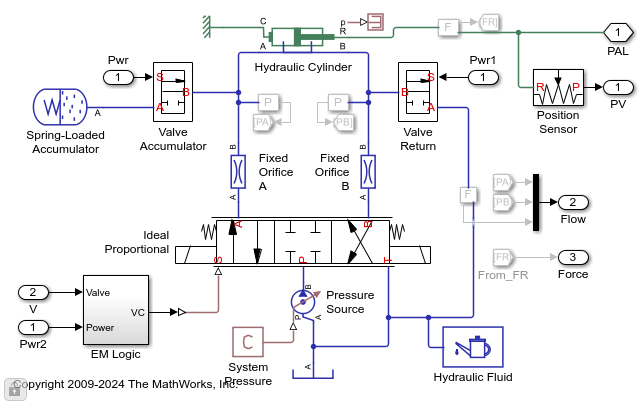 C
p
R
A
B
F
FR
1
PAL
Hydraulic Cylinder
Pwr
1
S
B
A
Valve
Accumulator
A
Spring-Loaded
Accumulator
P
PA
P
PB
Pwr1
1
S
B
A
Valve
Return
R P
Position
Sensor
1
PV
B
A
Fixed
Orifice
A
Fixed
Orifice
B
B
A
F
PA
PB
2
Flow
FR
From_FR
3
Force
Ideal
Proportional
A
B
S
P
T
2
V
1
Pwr2
Valve
Power
VC
EM Logic
B
P
A
Pressure
Source
C
System
Pressure
A
Hydraulic Fluid
Copyright 2009-2024 The MathWorks, Inc.